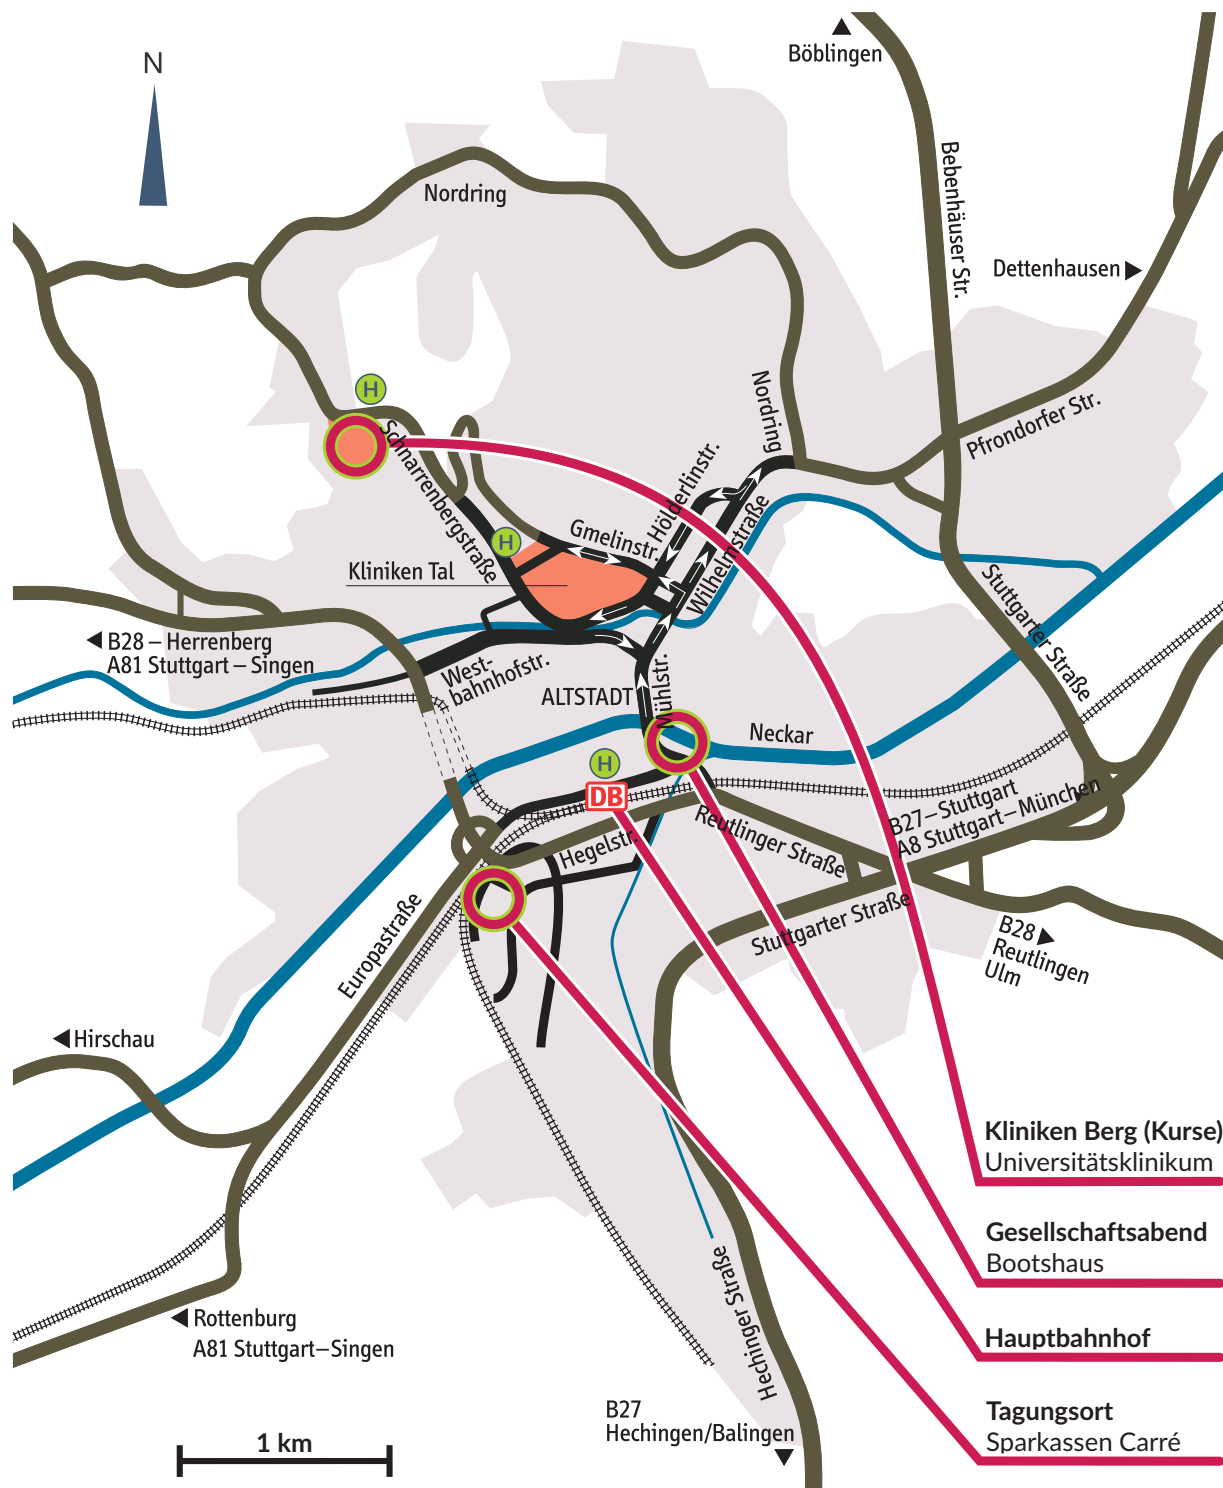 N
Böblingen
Bebenhäuser Str.
Nordring
Dettenhausen
H
Nordring
Pfrondorfer Str.
Schnarrenbergstraße
Hölderlinstr.
Gmelinstr.
Wilhelmstraße
H
Kliniken Tal
Stuttgarter Straße
B28 – Herrenberg
A81 Stuttgart – Singen
West-
bahnhofstr.
ALTSTADT
Mühlstr.
Neckar
H
DB
B27–Stuttgart
A8 Stuttgart–München
Reutlinger Straße
Hegelstr.
Stuttgarter Straße
Europastraße
B28
Reutlingen
Ulm
Hirschau
Kliniken Berg (Kurse)
Universitätsklinikum
Gesellschaftsabend
Bootshaus
Hechinger Straße
Rottenburg
A81 Stuttgart–Singen
Hauptbahnhof
B27
Hechingen/Balingen
Tagungsort
Sparkassen Carré
1 km